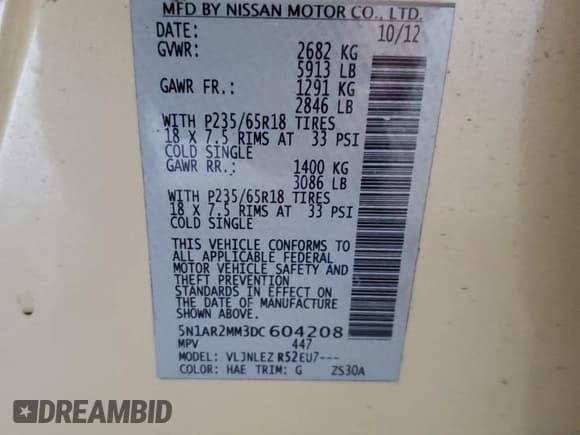 MFD BY NISSAN MOTOR CO., LTD.
DATE: 10/12
GVWR: 2682 KG
5913 LB
GAWR FR.: 1291 KG
2846 LB
WITH P235/65R18 TIRES
18 X 7.5 RIMS AT 33 PSI
COLD SINGLE
GAWR RR.: 1400 KG
3086 LB
WITH P235/65R18 TIRES
18 X 7.5 RIMS AT 33 PSI
COLD SINGLE
THIS VEHICLE CONFORMS TO
ALL APPLICABLE FEDERAL
MOTOR VEHICLE SAFETY AND
THEFT PREVENTION
STANDARDS IN EFFECT ON
THE DATE OF MANUFACTURE
SHOWN ABOVE.
5N1AR2MM3DC604208
MPV 447
MODEL: VLJNLEZ R52EU7---
COLOR: HAE TRIM: G ZS30A
DREAMBID